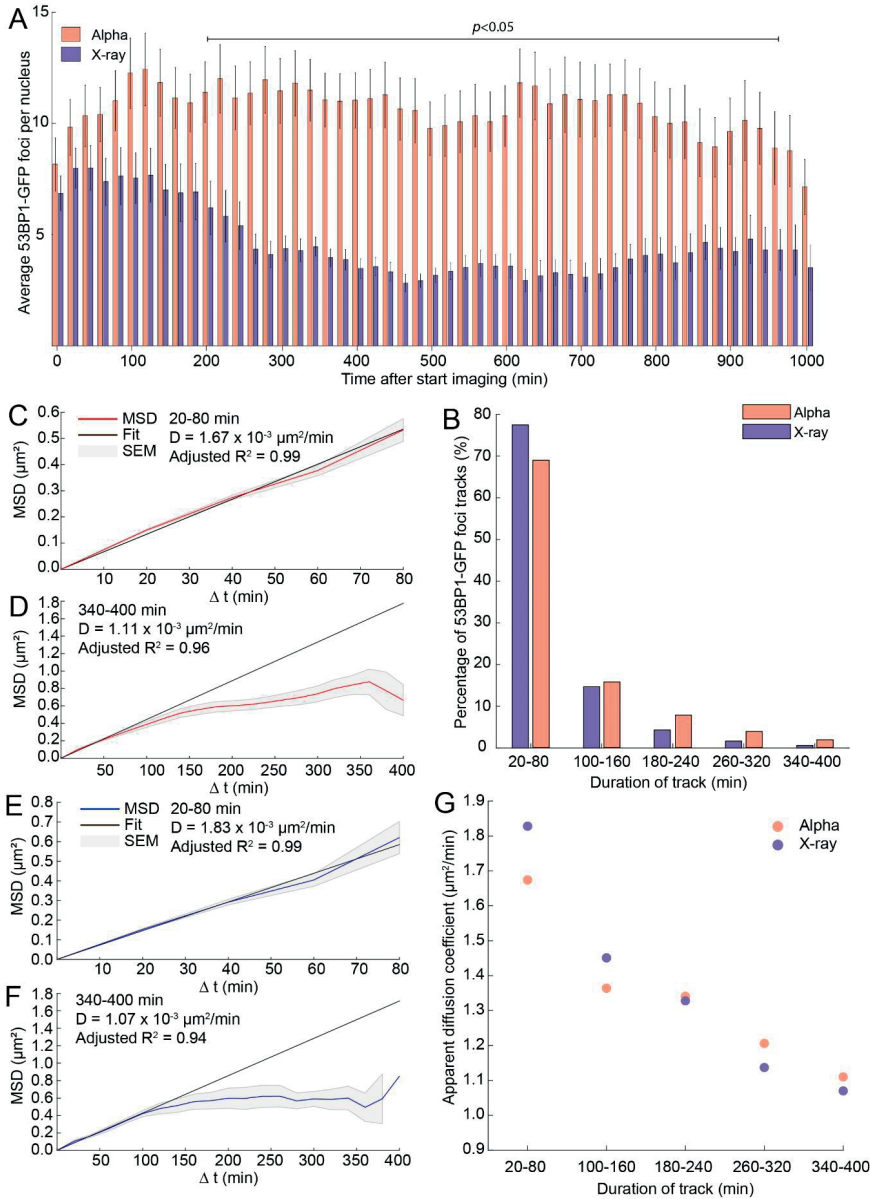 A
15
10
5
Average 53BP1-GFP foci per nucleus
Alpha
X-ray
p<0.05
0 100 200 300 400 500 600 700 800 900 1000
Time after start imaging (min)
C
MSD 20-80 min
Fit D = 1.67 x 10⁻³ µm²/min
SEM Adjusted R² = 0.99
0.6
0.5
0.4
0.3
0.2
0.1
0.0
MSD (µm²)
10 20 30 40 50 60 70 80
Δ t (min)
D
340-400 min
D = 1.11 x 10⁻³ µm²/min
Adjusted R² = 0.96
1.8
1.6
1.4
1.2
1.0
0.8
0.6
0.4
0.2
0.0
MSD (µm²)
50 100 150 200 250 300 350 400
Δ t (min)
E
MSD 20-80 min
Fit D = 1.83 x 10⁻³ µm²/min
SEM Adjusted R² = 0.99
0.8
0.7
0.6
0.5
0.4
0.3
0.2
0.1
0.0
MSD (µm²)
10 20 30 40 50 60 70 80
Δ t (min)
F
340-400 min
D = 1.07 x 10⁻³ µm²/min
Adjusted R² = 0.94
1.8
1.6
1.4
1.2
1.0
0.8
0.6
0.4
0.2
0.0
MSD (µm²)
50 100 150 200 250 300 350 400
Δ t (min)
B
Alpha
X-ray
80
70
60
50
40
30
20
10
0
Percentage of 53BP1-GFP foci tracks (%)
20-80 100-160 180-240 260-320 340-400
Duration of track (min)
G
Alpha
X-ray
1.9
1.8
1.7
1.6
1.5
1.4
1.3
1.2
1.1
1.0
0.9
Apparent diffusion coefficient (µm²/min)
20-80 100-160 180-240 260-320 340-400
Duration of track (min)